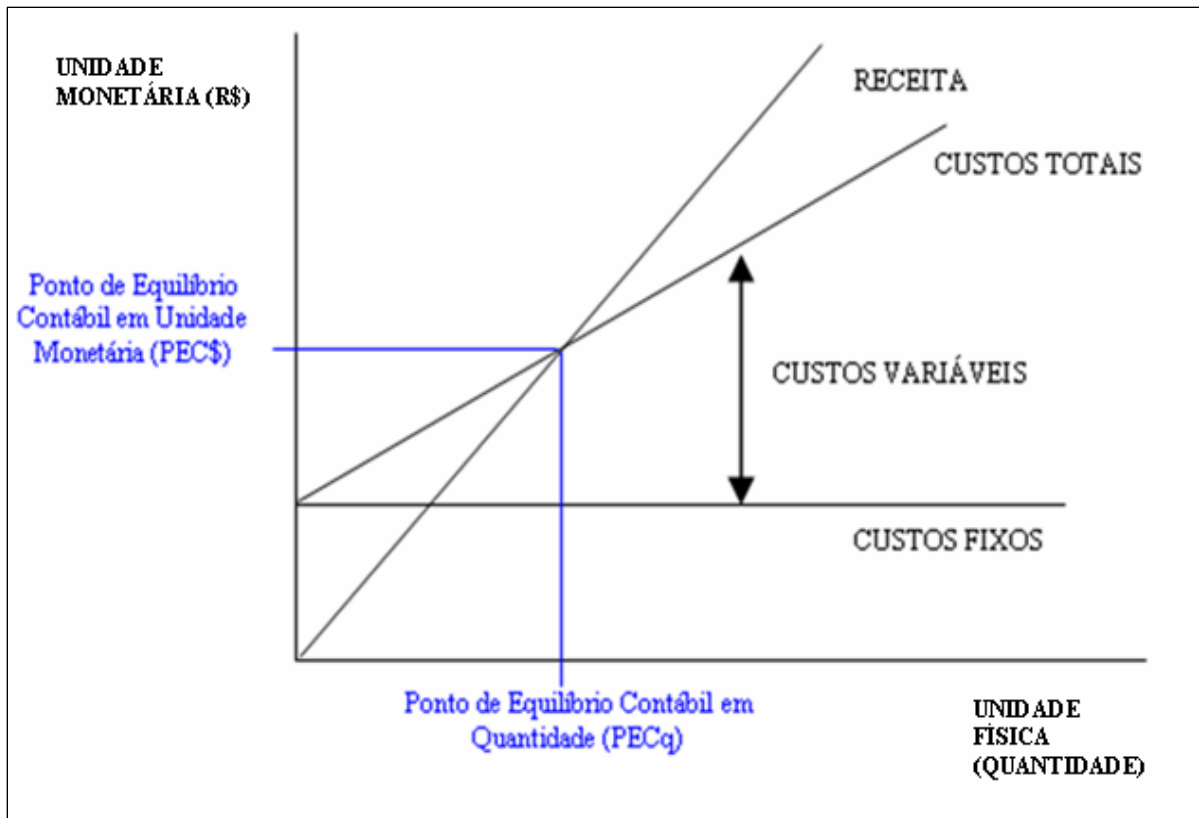 UNIDADE
MONETÁRIA (R$)
RECEITA
CUSTOS TOTAIS
Ponto de Equilíbrio
Contábil em Unidade
Monetária (PEC$)
CUSTOS VARIÁVEIS
CUSTOS FIXOS
Ponto de Equilíbrio Contábil em
Quantidade (PECq)
UNIDADE
FÍSICA
(QUANTIDADE)